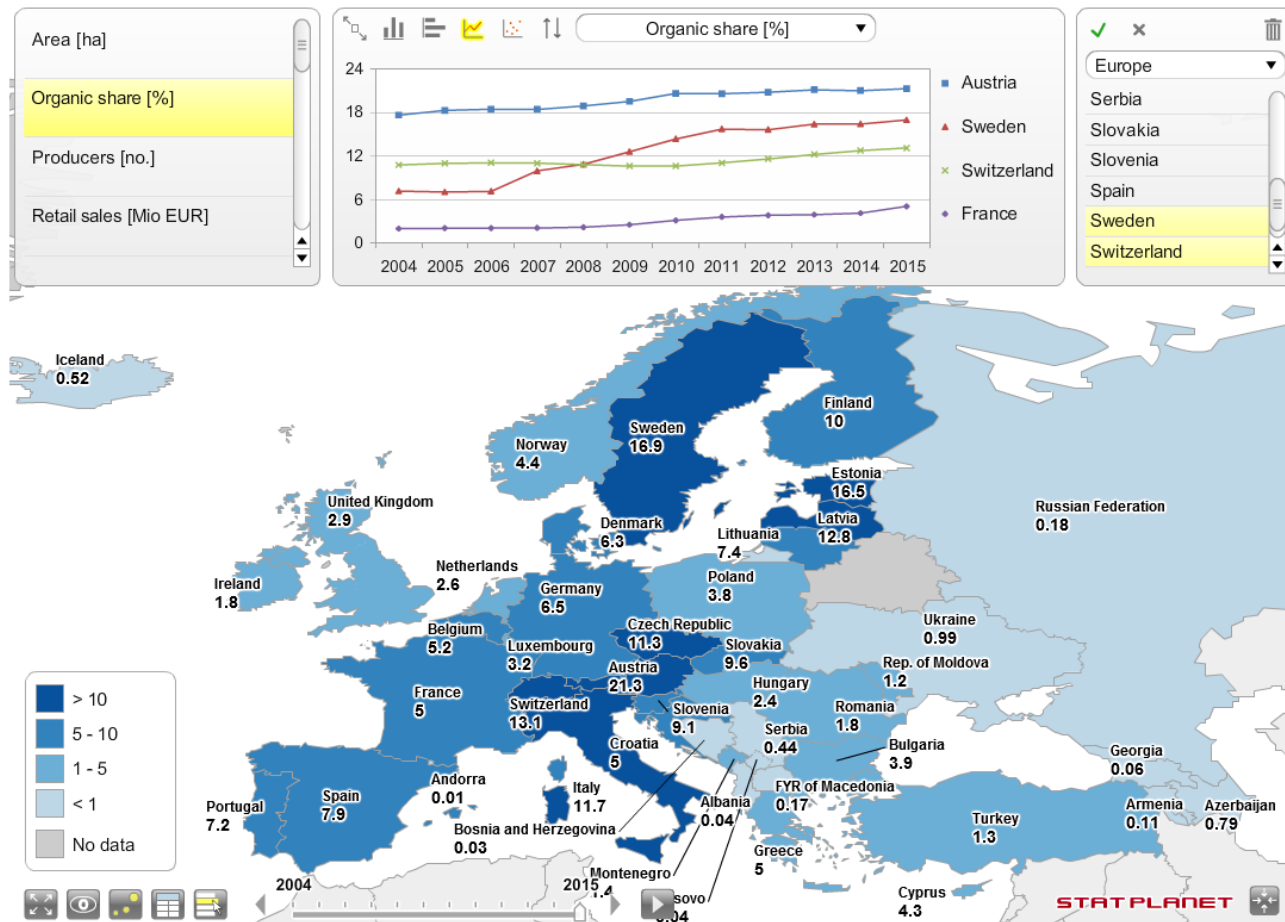 Area [ha]
Organic share [%]
Producers [no.]
Retail sales [Mio EUR]
Organic share [%]
24
18
12
6
0
2004 2005 2006 2007 2008 2009 2010 2011 2012 2013 2014 2015
Austria
Sweden
Switzerland
France
Europe
Serbia
Slovakia
Slovenia
Spain
Sweden
Switzerland
Iceland
0.52
Norway
4.4
Sweden
16.9
Finland
10
Estonia
16.5
Latvia
12.8
Lithuania
7.4
Russian Federation
0.18
United Kingdom
2.9
Ireland
1.8
Denmark
6.3
Netherlands
2.6
Germany
6.5
Poland
3.8
Belgium
5.2
Luxembourg
3.2
Czech Republic
11.3
Slovakia
9.6
Ukraine
0.99
Rep. of Moldova
1.2
France
5
Switzerland
13.1
Austria
21.3
Hungary
2.4
Slovenia
9.1
Romania
1.8
Croatia
5
Serbia
0.44
Bulgaria
3.9
Georgia
0.06
Portugal
7.2
Spain
7.9
Andorra
0.01
Italy
11.7
Bosnia and Herzegovina
0.03
Albania
0.04
FYR of Macedonia
0.17
Armenia
0.11
Azerbaijan
0.79
Turkey
1.3
Greece
5
Montenegro
1.4
0.04
Cyprus
4.3
> 10
5 - 10
1 - 5
< 1
No data
2004
2015
STATPLANET